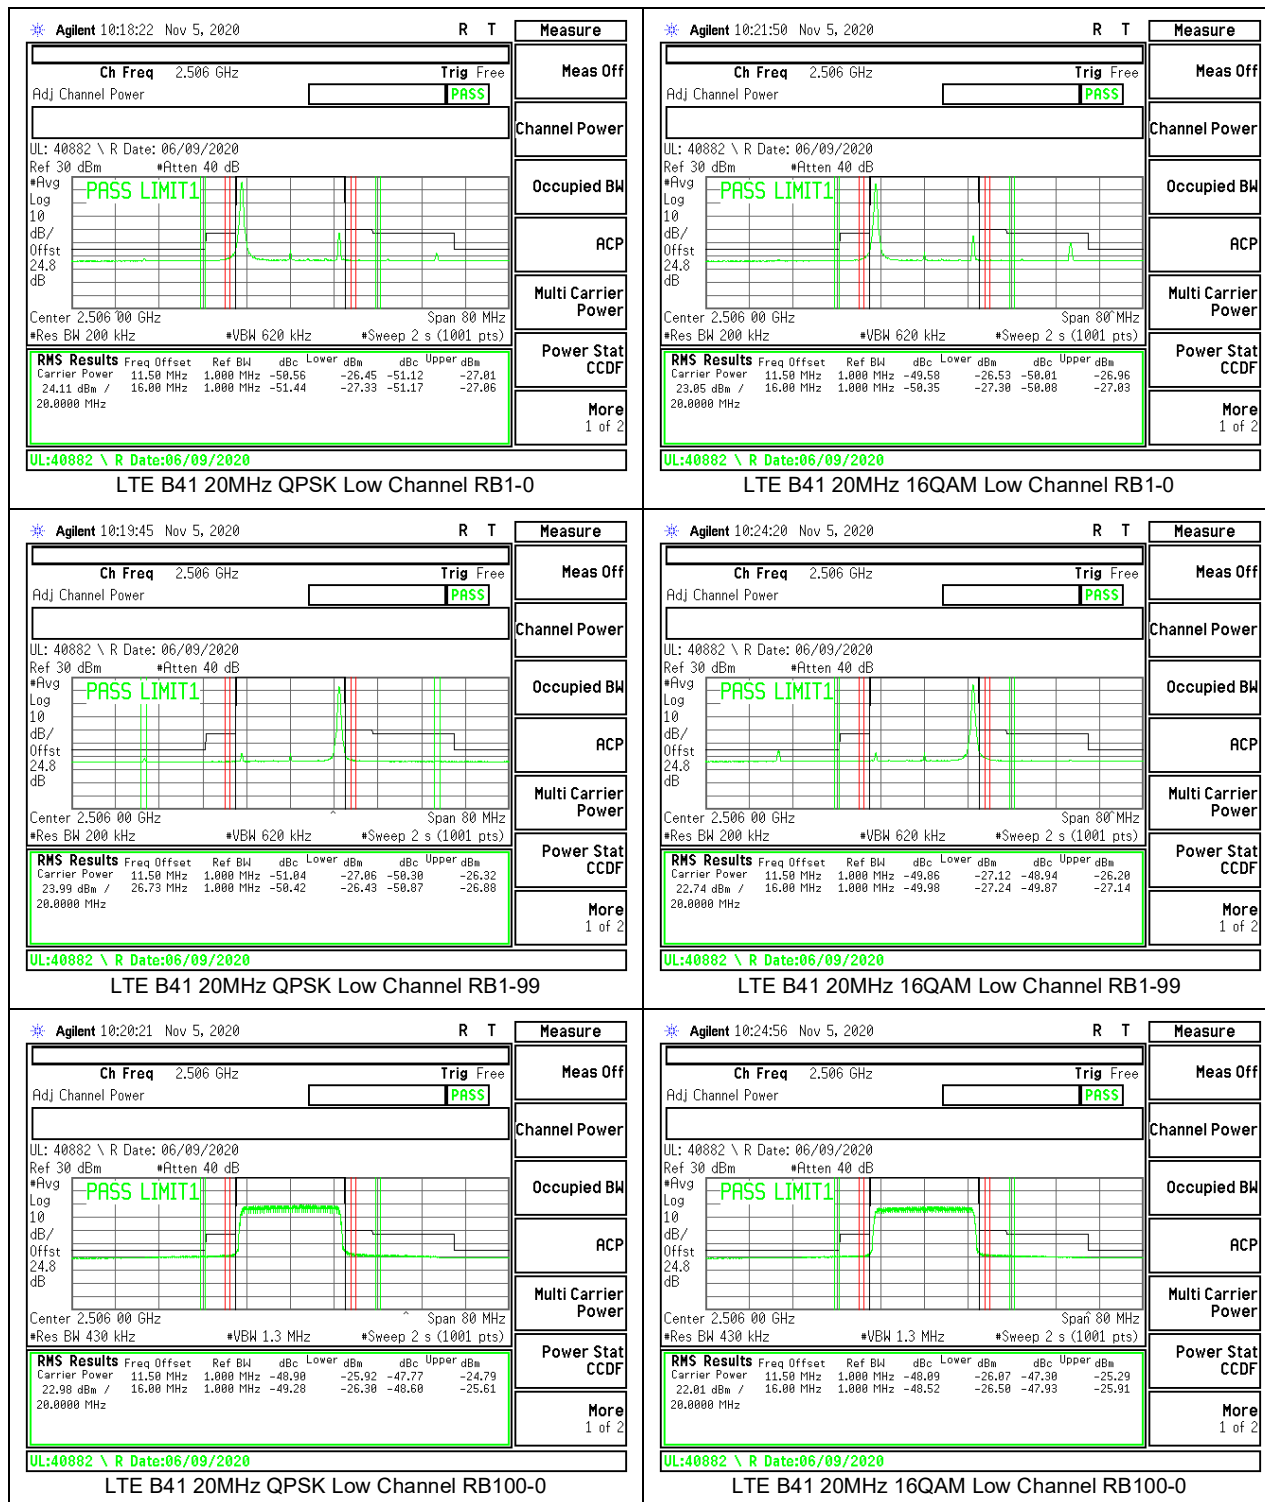 Agilent 10:18:22 Nov 5, 2020 R T Measure
Ch Freq 2.506 GHz Trig Free Meas Off
Adj Channel Power PASS
Channel Power
UL: 40882 \ R Date: 06/09/2020
Ref 30 dBm #Atten 40 dB
#Avg PASS LIMIT1 Occupied BW
Log
10
dB/ ACP
Offst
24.8
dB
Multi Carrier
Power
Center 2.506 00 GHz Span 80 MHz
#Res BW 200 kHz #VBW 620 kHz #Sweep 2 s (1001 pts)
Power Stat
CCDF
RMS Results Freq Offset Ref BW dBc Lower dBm dBc Upper dBm
Carrier Power 11.50 MHz 1.000 MHz -50.56 -26.45 -51.12 -27.01
24.11 dBm / 16.00 MHz 1.000 MHz -51.44 -27.33 -51.17 -27.06
20.0000 MHz
More
1 of 2
UL:40882 \ R Date:06/09/2020
LTE B41 20MHz QPSK Low Channel RB1-0
Agilent 10:21:50 Nov 5, 2020 R T Measure
Ch Freq 2.506 GHz Trig Free Meas Off
Adj Channel Power PASS
Channel Power
UL: 40882 \ R Date: 06/09/2020
Ref 30 dBm #Atten 40 dB
#Avg PASS LIMIT1 Occupied BW
Log
10
dB/ ACP
Offst
24.8
dB
Multi Carrier
Power
Center 2.506 00 GHz Span 80 MHz
#Res BW 200 kHz #VBW 620 kHz #Sweep 2 s (1001 pts)
Power Stat
CCDF
RMS Results Freq Offset Ref BW dBc Lower dBm dBc Upper dBm
Carrier Power 11.50 MHz 1.000 MHz -49.58 -26.53 -50.01 -26.96
23.05 dBm / 16.00 MHz 1.000 MHz -50.35 -27.30 -50.08 -27.03
20.0000 MHz
More
1 of 2
UL:40882 \ R Date:06/09/2020
LTE B41 20MHz 16QAM Low Channel RB1-0
Agilent 10:19:45 Nov 5, 2020 R T Measure
Ch Freq 2.506 GHz Trig Free Meas Off
Adj Channel Power PASS
Channel Power
UL: 40882 \ R Date: 06/09/2020
Ref 30 dBm #Atten 40 dB
#Avg PASS LIMIT1 Occupied BW
Log
10
dB/ ACP
Offst
24.8
dB
Multi Carrier
Power
Center 2.506 00 GHz Span 80 MHz
#Res BW 200 kHz #VBW 620 kHz #Sweep 2 s (1001 pts)
Power Stat
CCDF
RMS Results Freq Offset Ref BW dBc Lower dBm dBc Upper dBm
Carrier Power 11.50 MHz 1.000 MHz -51.04 -27.06 -50.30 -26.32
23.99 dBm / 26.73 MHz 1.000 MHz -50.42 -26.43 -50.87 -26.88
20.0000 MHz
More
1 of 2
UL:40882 \ R Date:06/09/2020
LTE B41 20MHz QPSK Low Channel RB1-99
Agilent 10:24:20 Nov 5, 2020 R T Measure
Ch Freq 2.506 GHz Trig Free Meas Off
Adj Channel Power PASS
Channel Power
UL: 40882 \ R Date: 06/09/2020
Ref 30 dBm #Atten 40 dB
#Avg PASS LIMIT1 Occupied BW
Log
10
dB/ ACP
Offst
24.8
dB
Multi Carrier
Power
Center 2.506 00 GHz Span 80 MHz
#Res BW 200 kHz #VBW 620 kHz #Sweep 2 s (1001 pts)
Power Stat
CCDF
RMS Results Freq Offset Ref BW dBc Lower dBm dBc Upper dBm
Carrier Power 11.50 MHz 1.000 MHz -49.86 -27.12 -48.94 -26.20
22.74 dBm / 16.00 MHz 1.000 MHz -49.98 -27.24 -49.87 -27.14
20.0000 MHz
More
1 of 2
UL:40882 \ R Date:06/09/2020
LTE B41 20MHz 16QAM Low Channel RB1-99
Agilent 10:20:21 Nov 5, 2020 R T Measure
Ch Freq 2.506 GHz Trig Free Meas Off
Adj Channel Power PASS
Channel Power
UL: 40882 \ R Date: 06/09/2020
Ref 30 dBm #Atten 40 dB
#Avg PASS LIMIT1 Occupied BW
Log
10
dB/ ACP
Offst
24.8
dB
Multi Carrier
Power
Center 2.506 00 GHz Span 80 MHz
#Res BW 430 kHz #VBW 1.3 MHz #Sweep 2 s (1001 pts)
Power Stat
CCDF
RMS Results Freq Offset Ref BW dBc Lower dBm dBc Upper dBm
Carrier Power 11.50 MHz 1.000 MHz -48.90 -25.92 -47.77 -24.79
22.98 dBm / 16.00 MHz 1.000 MHz -49.28 -26.30 -48.60 -25.61
20.0000 MHz
More
1 of 2
UL:40882 \ R Date:06/09/2020
LTE B41 20MHz QPSK Low Channel RB100-0
Agilent 10:24:56 Nov 5, 2020 R T Measure
Ch Freq 2.506 GHz Trig Free Meas Off
Adj Channel Power PASS
Channel Power
UL: 40882 \ R Date: 06/09/2020
Ref 30 dBm #Atten 40 dB
#Avg PASS LIMIT1 Occupied BW
Log
10
dB/ ACP
Offst
24.8
dB
Multi Carrier
Power
Center 2.506 00 GHz Span 80 MHz
#Res BW 430 kHz #VBW 1.3 MHz #Sweep 2 s (1001 pts)
Power Stat
CCDF
RMS Results Freq Offset Ref BW dBc Lower dBm dBc Upper dBm
Carrier Power 11.50 MHz 1.000 MHz -48.09 -26.07 -47.30 -25.29
22.01 dBm / 16.00 MHz 1.000 MHz -48.52 -26.50 -47.93 -25.91
20.0000 MHz
More
1 of 2
UL:40882 \ R Date:06/09/2020
LTE B41 20MHz 16QAM Low Channel RB100-0